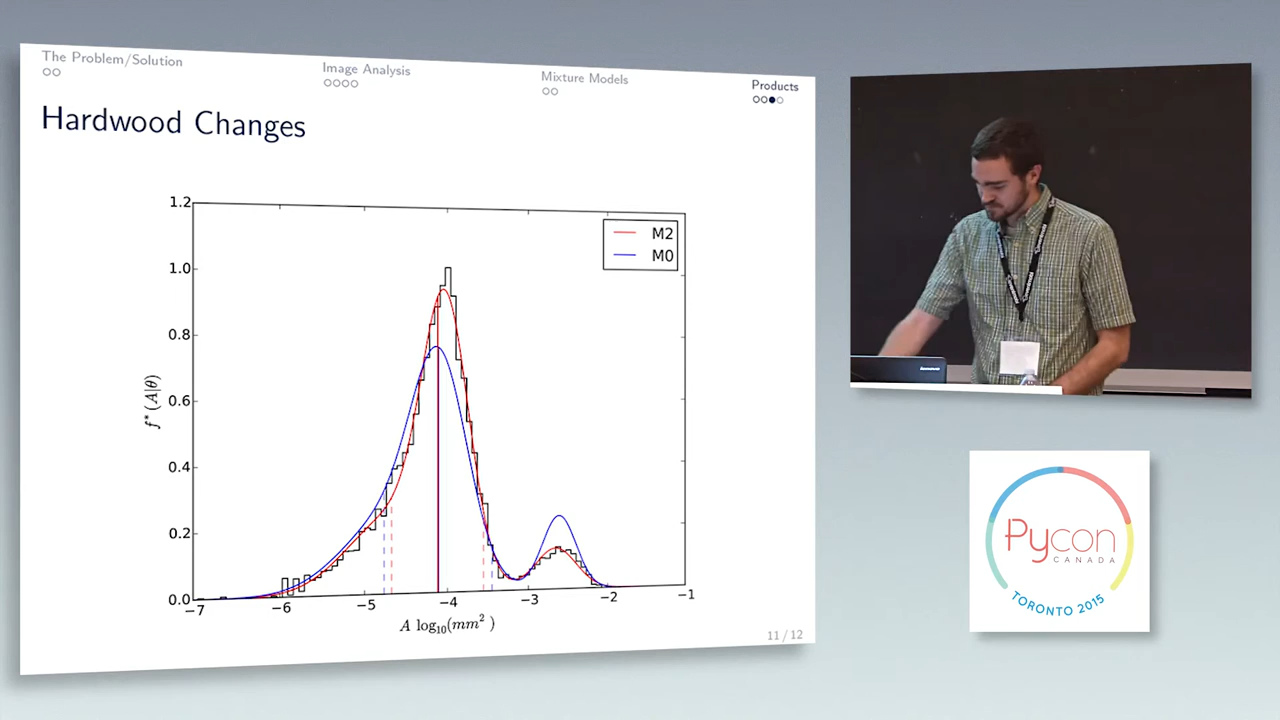 The Problem/Solution
Image Analysis
Mixture Models
Products
Hardwood Changes
1.2
1.0
0.8
0.6
0.4
0.2
0.0
M2
M0
f* (A|θ)
−7
−6
−5
−4
−3
−2
−1
A log₁₀(mm²)
11 / 12
Pycon
CANADA
TORONTO 2015